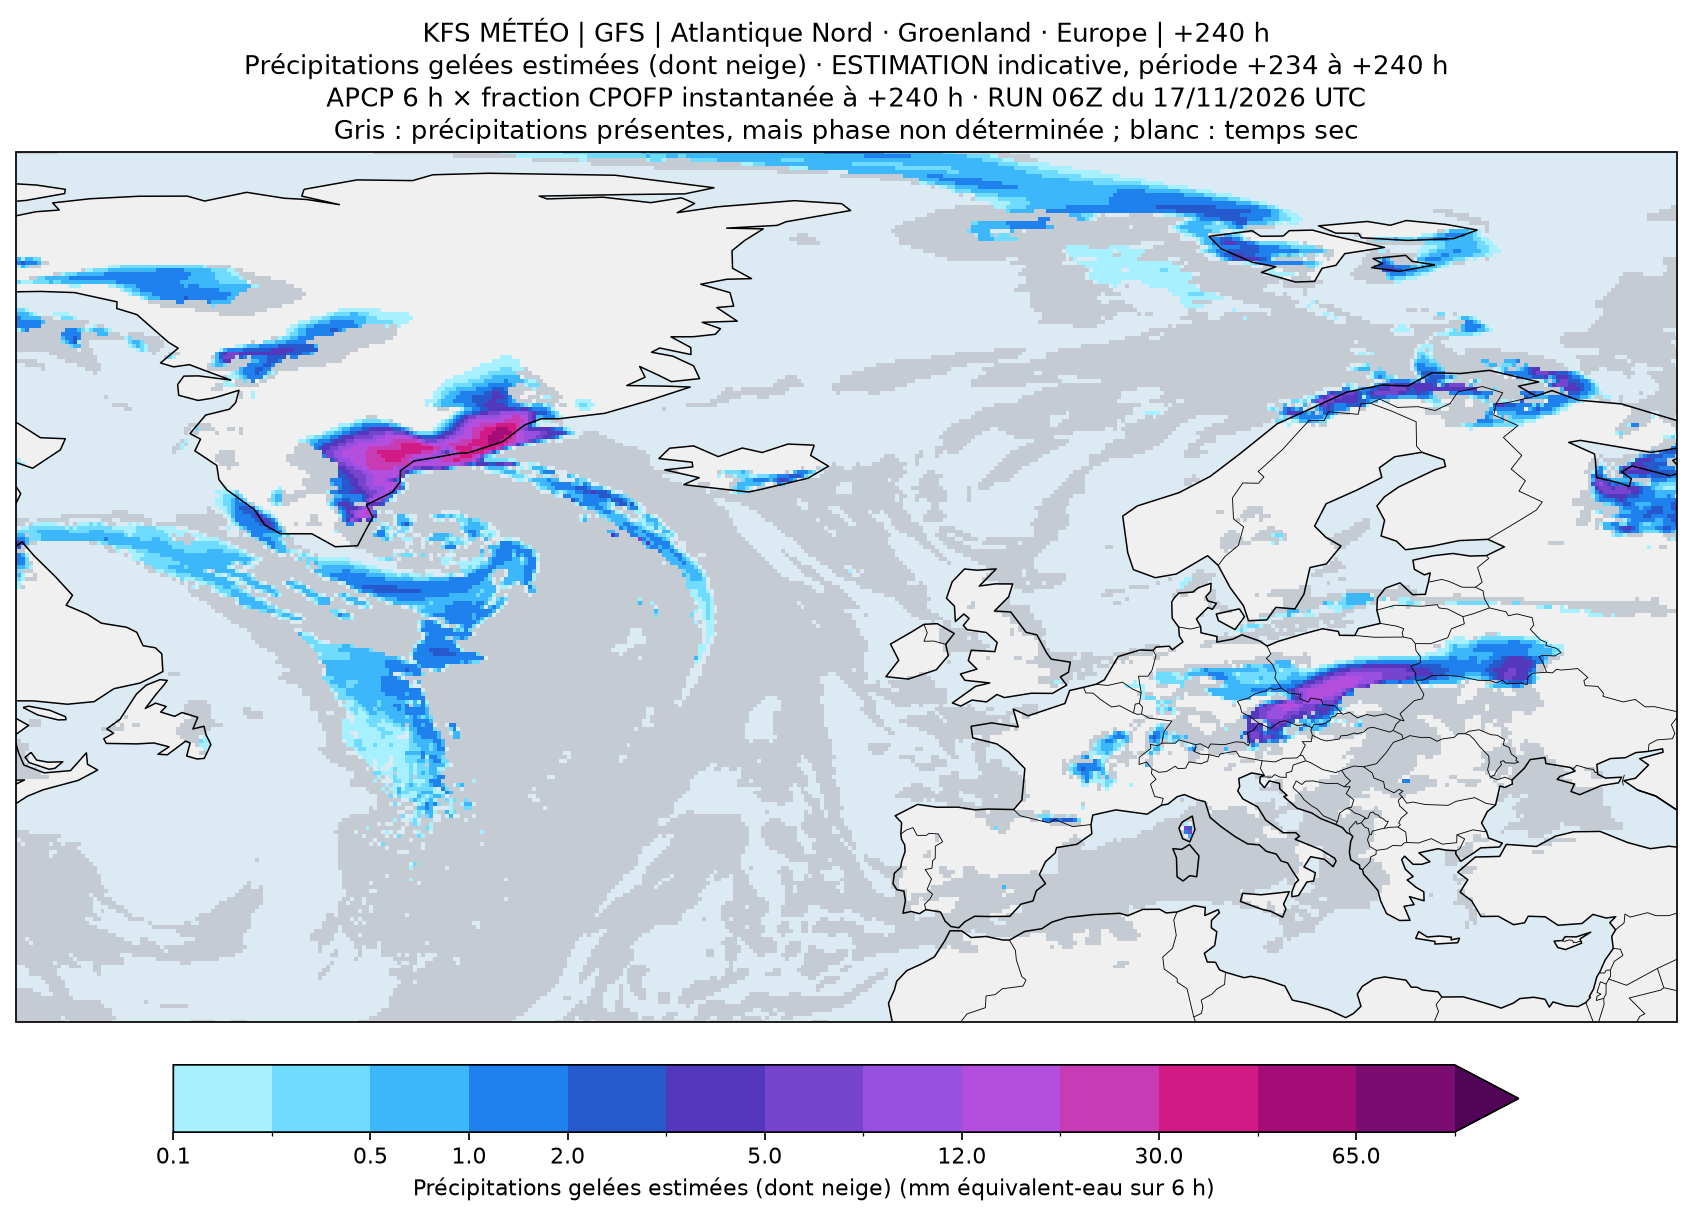 KFS MÉTÉO | GFS | Atlantique Nord · Groenland · Europe | +240 h
Précipitations gelées estimées (dont neige) · ESTIMATION indicative, période +234 à +240 h
APCP 6 h × fraction CPOFP instantanée à +240 h · RUN 06Z du 17/11/2026 UTC
Gris : précipitations présentes, mais phase non déterminée ; blanc : temps sec
0.1 0.5 1.0 2.0 5.0 12.0 30.0 65.0
Précipitations gelées estimées (dont neige) (mm équivalent-eau sur 6 h)